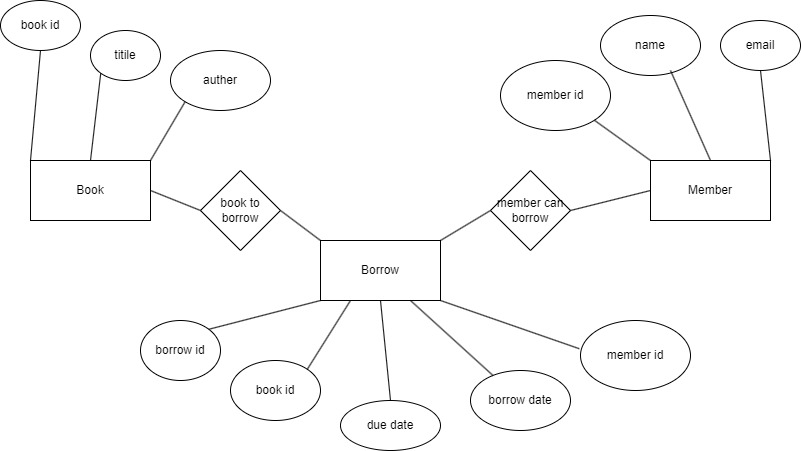 book id
titile
auther
name
email
member id
Book
Member
book to
borrow
member can
borrow
Borrow
borrow id
book id
due date
borrow date
member id